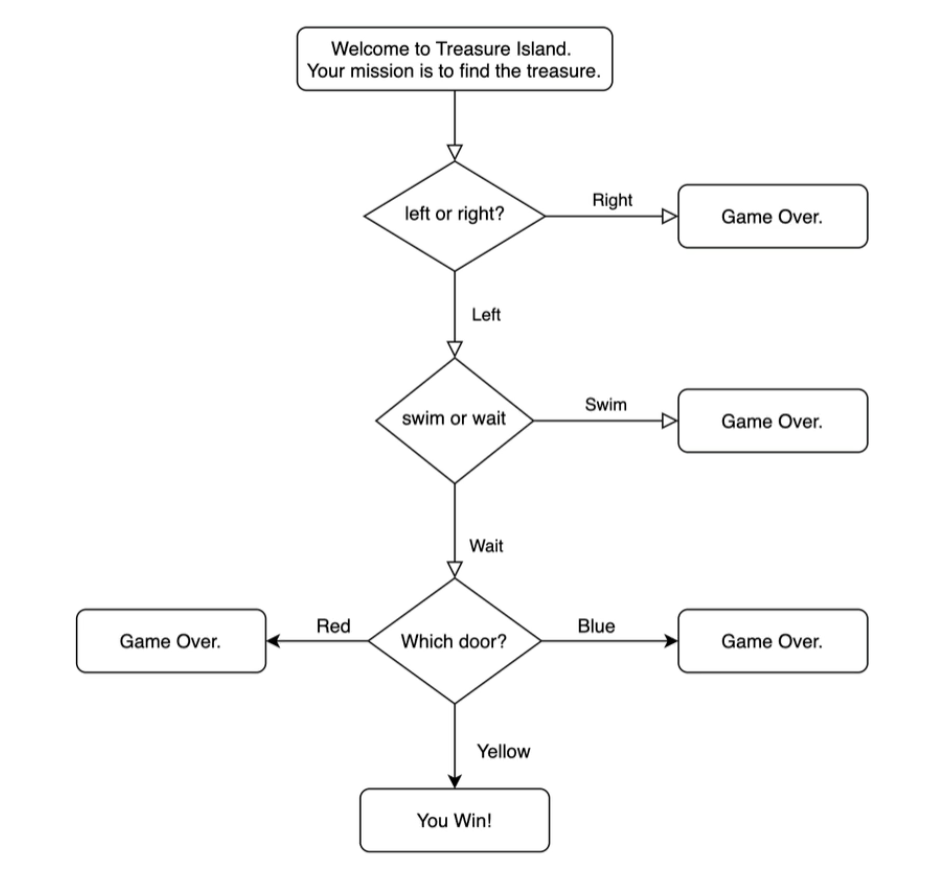 Welcome to Treasure Island.
Your mission is to find the treasure.
left or right?
Right
Game Over.
Left
swim or wait
Swim
Game Over.
Wait
Game Over.
Red
Which door?
Blue
Game Over.
Yellow
You Win!